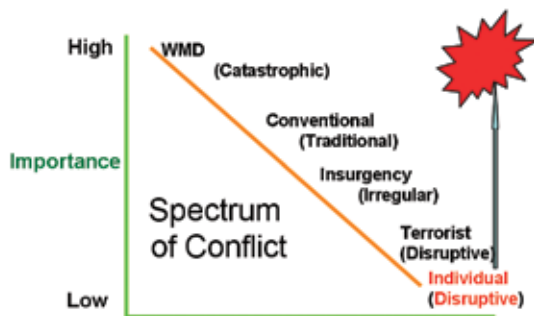 High
WMD
(Catastrophic)
Conventional
(Traditional)
Importance
Insurgency
(Irregular)
Spectrum
of Conflict
Terrorist
(Disruptive)
Individual
(Disruptive)
Low